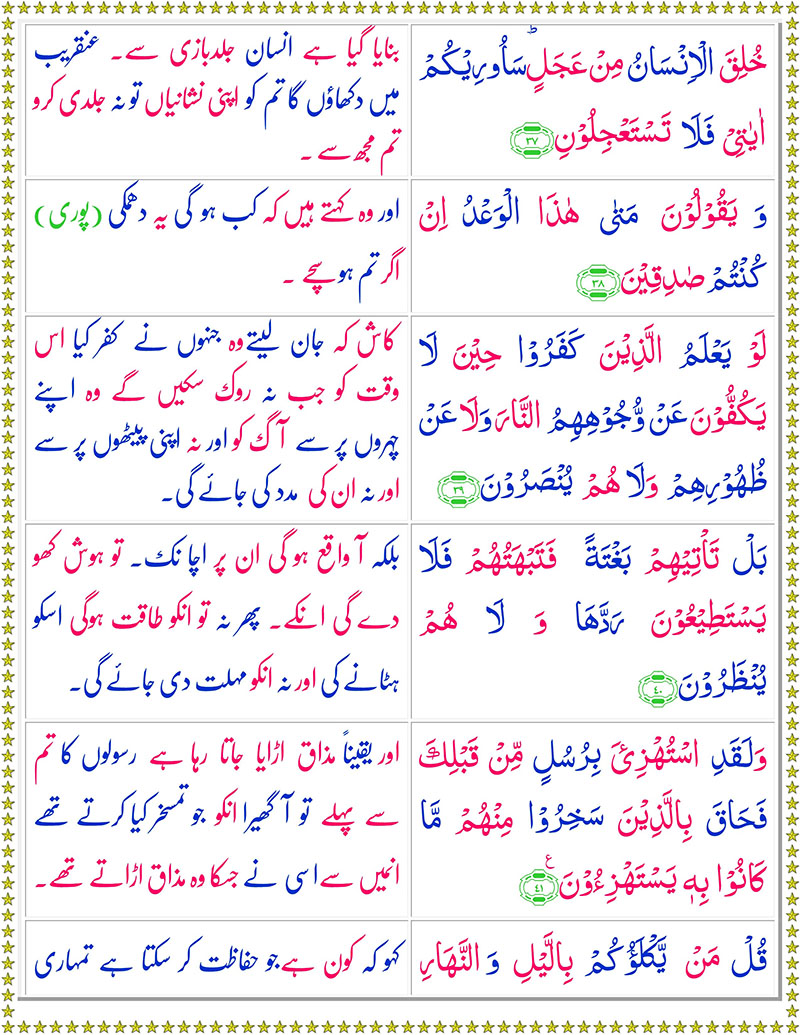 خُلِقَ الْاِنْسَانُ مِنْ عَجَلٍ ؕ سَاُورِيْكُمْ
اٰيٰتِىْ فَلَا تَسْتَعْجِلُوْنِ ﴿۳۷﴾
بنایا گیا ہے انسان جلدبازی سے۔ عنقریب
میں دکھاؤں گا تم کو اپنی نشانیاں تو نہ جلدی کرو
تم مجھ سے ۔
وَ يَقُوْلُوْنَ مَتٰى هٰذَا الْوَعْدُ اِنْ
كُنْتُمْ صٰدِقِيْنَ ﴿۳۸﴾
اور وہ کہتے ہیں کہ کب ہو گی یہ دھمکی (پوری)
اگر تم ہو سچے ۔
لَوْ يَعْلَمُ الَّذِيْنَ كَفَرُوْا حِيْنَ لَا
يَكُفُّوْنَ عَنْ وُّجُوْهِهِمُ النَّارَ وَلَا عَنْ
ظُهُوْرِهِمْ وَلَا هُمْ يُنْصَرُوْنَ ﴿۳۹﴾
کاش کہ جان لیتے وہ جنہوں نے کفر کیا اس
وقت کو جب نہ روک سکیں گے وہ اپنے
چہروں پر سے آگ کو اور نہ اپنی پیٹھوں پر سے
اور نہ ان کی مدد کی جائے گی۔
بَلْ تَاْتِيْهِمْ بَغْتَةً فَتَبْهَتُهُمْ فَلَا
يَسْتَطِيْعُوْنَ رَدَّهَا وَ لَا هُمْ
يُنْظَرُوْنَ ﴿۴۰﴾
بلکہ آ واقع ہو گی ان پر اچانک۔ تو ہوش کھو
دے گی انکے۔ پھر نہ تو انکو طاقت ہوگی اسکو
ہٹانے کی اور نہ انکو مہلت دی جائے گی۔
وَلَقَدِ اسْتُهْزِئَ بِرُسُلٍ مِّنْ قَبْلِكَ
فَحَاقَ بِالَّذِيْنَ سَخِرُوْا مِنْهُمْ مَّا
كَانُوْا بِهٖ يَسْتَهْزِءُوْنَ ﴿۴۱﴾ ع
اور یقیناً مذاق اڑایا جاتا رہا ہے رسولوں کا تم
سے پہلے تو آ گھیرا انکو جو تمسخر کیا کرتے تھے
انمیں سے اسی نے جسکا وہ مذاق اڑاتے تھے۔
قُلْ مَنْ يَّكْلَؤُكُمْ بِالَّيْلِ وَ النَّهَارِ
کہو کہ کون ہے جو حفاظت کر سکتا ہے تمہاری